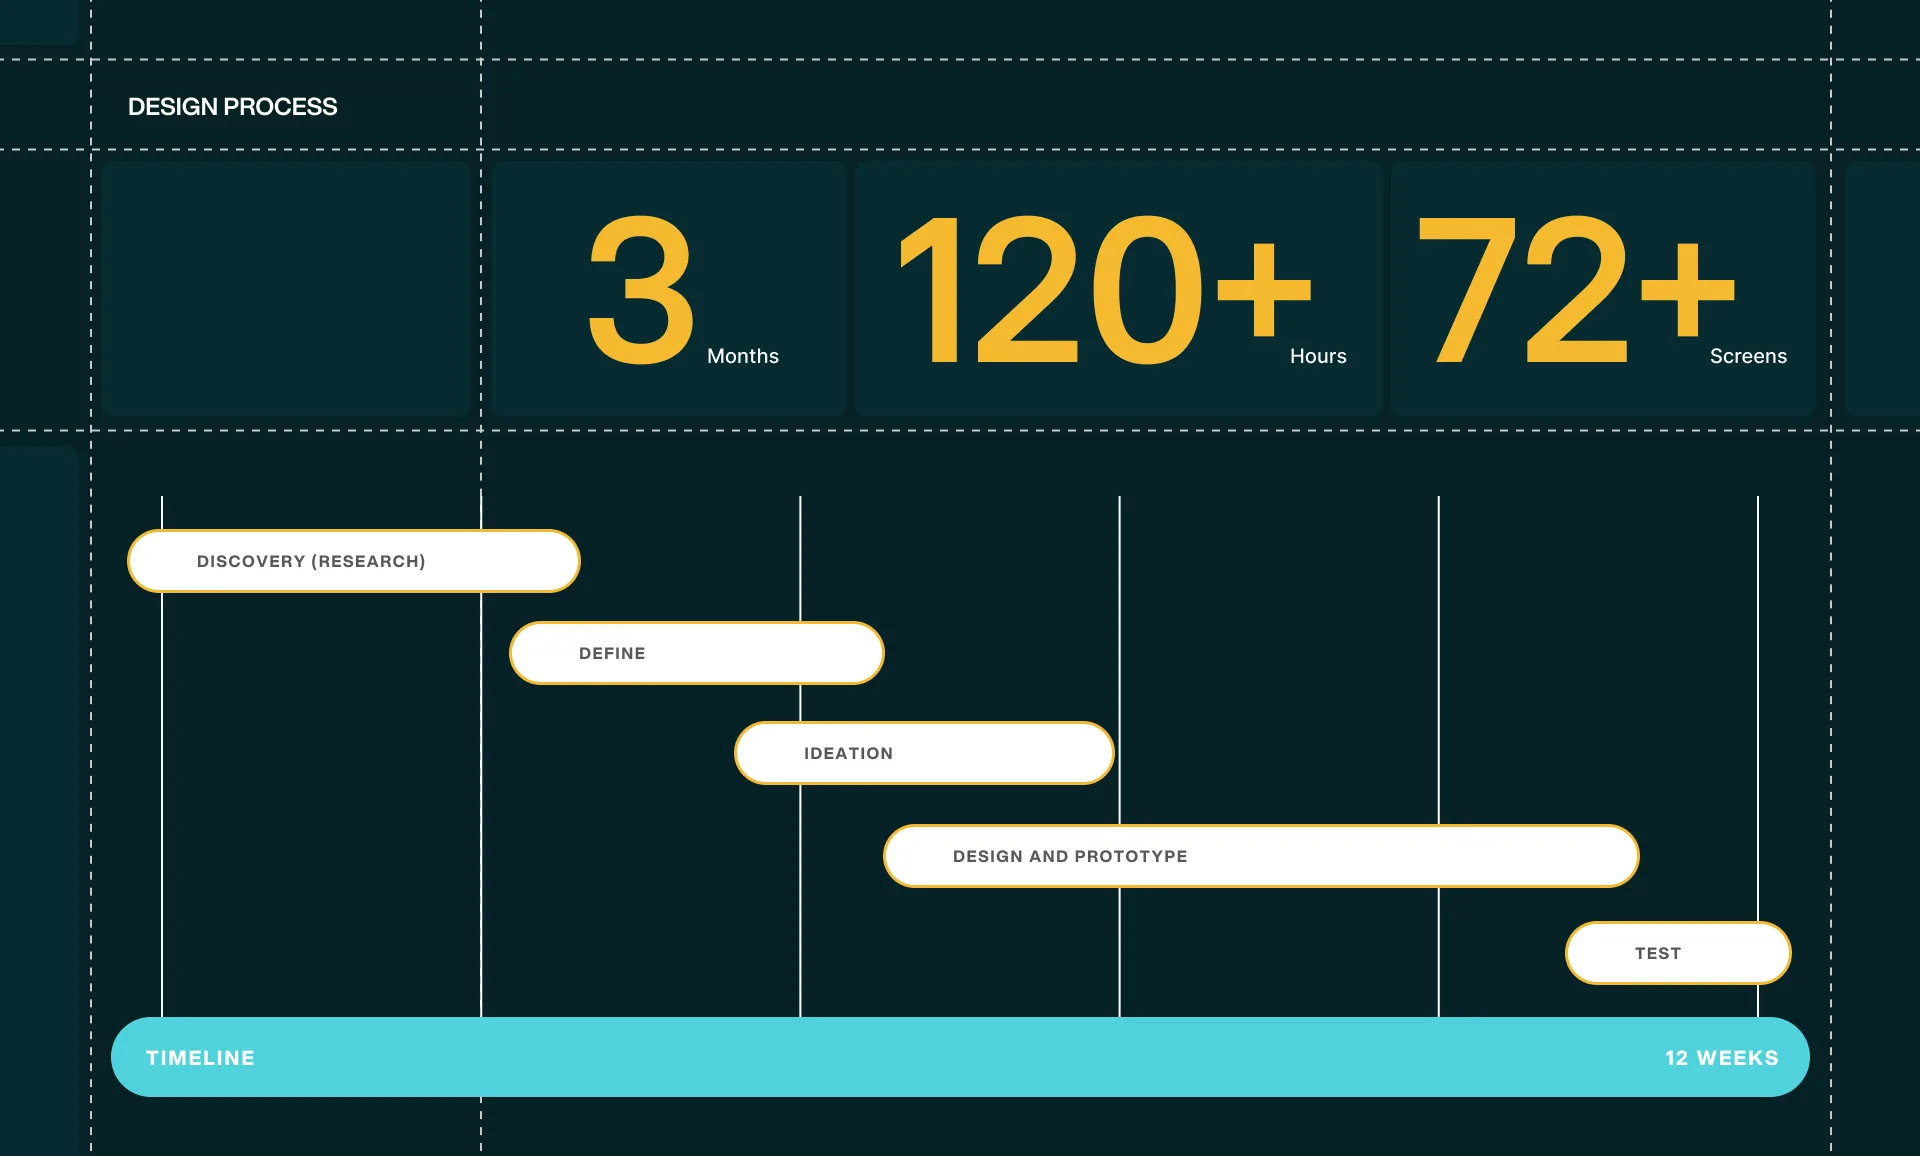 DESIGN PROCESS
3 Months
120+ Hours
72+ Screens
DISCOVERY (RESEARCH)
DEFINE
IDEATION
DESIGN AND PROTOTYPE
TEST
TIMELINE
12 WEEKS